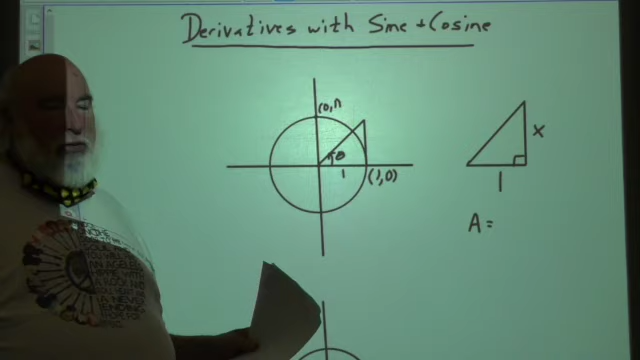 Derivatives with Sine + Cosine
(0,1)
θ
1
(1,0)
x
1
A =